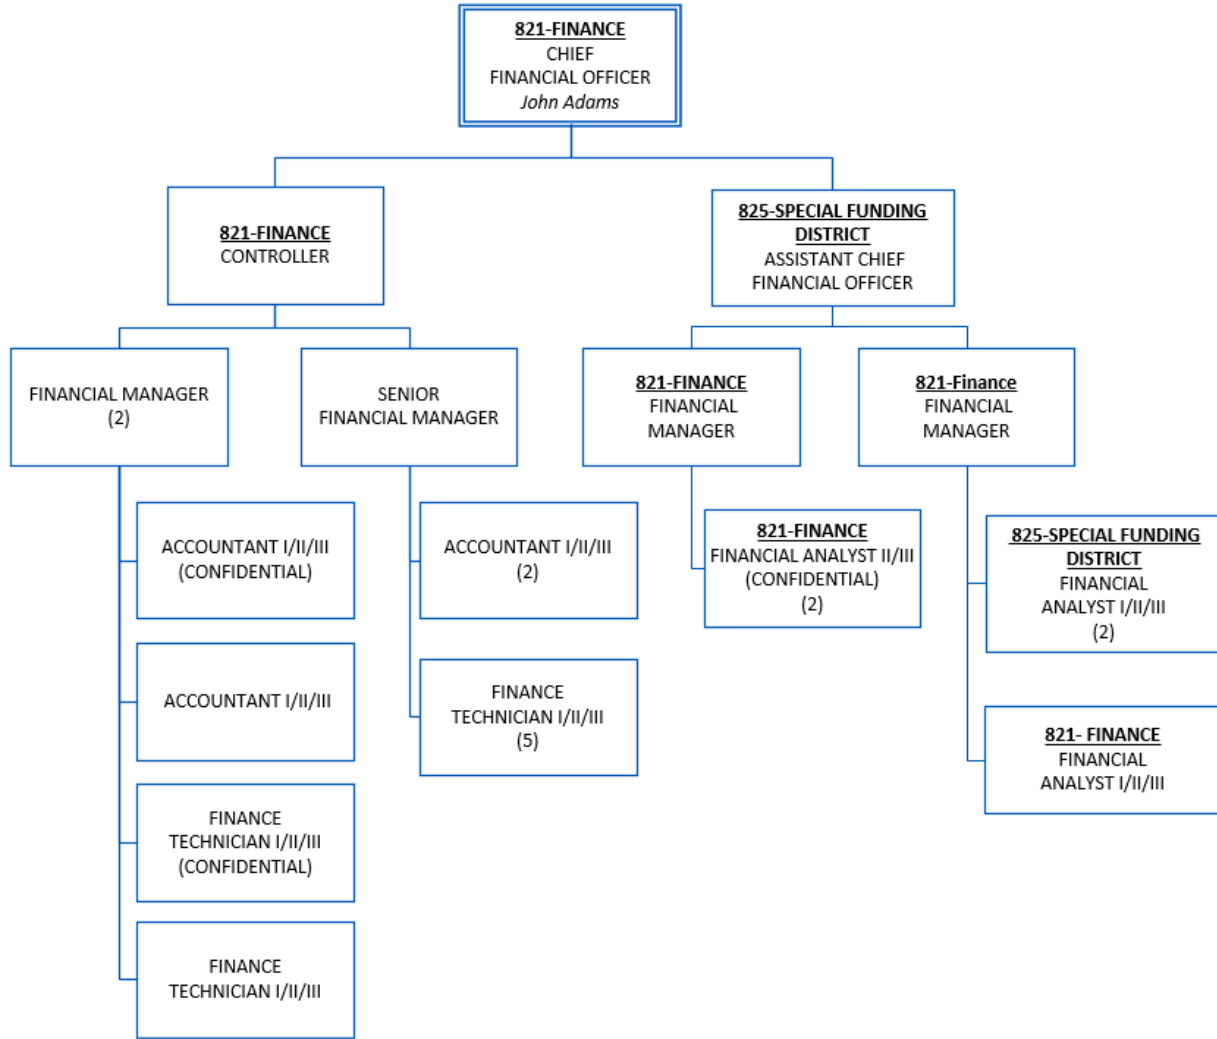 821-FINANCE
CHIEF
FINANCIAL OFFICER
John Adams
821-FINANCE
CONTROLLER
825-SPECIAL FUNDING
DISTRICT
ASSISTANT CHIEF
FINANCIAL OFFICER
FINANCIAL MANAGER
(2)
SENIOR
FINANCIAL MANAGER
821-FINANCE
FINANCIAL
MANAGER
821-Finance
FINANCIAL
MANAGER
ACCOUNTANT I/II/III
(CONFIDENTIAL)
ACCOUNTANT I/II/III
FINANCE
TECHNICIAN I/II/III
(CONFIDENTIAL)
FINANCE
TECHNICIAN I/II/III
ACCOUNTANT I/II/III
(2)
FINANCE
TECHNICIAN I/II/III
(5)
821-FINANCE
FINANCIAL ANALYST II/III
(CONFIDENTIAL)
(2)
825-SPECIAL FUNDING
DISTRICT
FINANCIAL
ANALYST I/II/III
(2)
821- FINANCE
FINANCIAL
ANALYST I/II/III